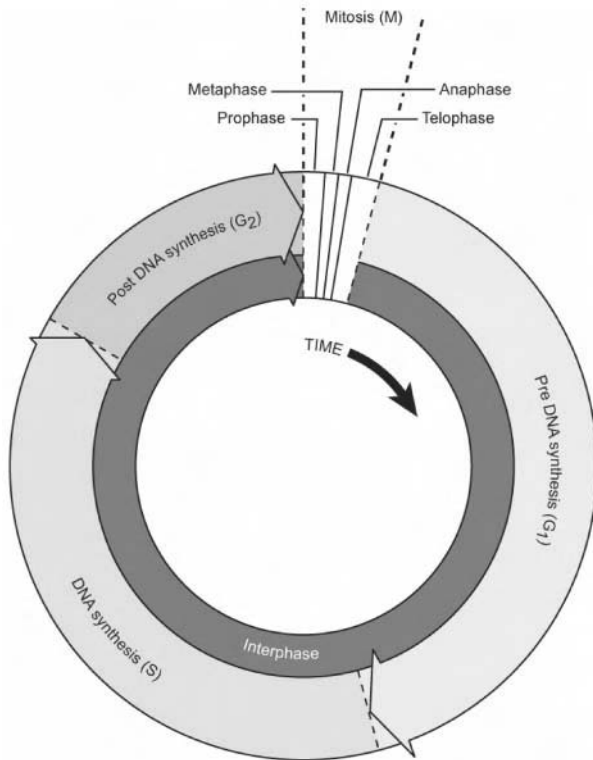 Mitosis (M)
Metaphase
Anaphase
Prophase
Telophase
Post DNA synthesis (G2)
TIME
Pre DNA synthesis (G1)
DNA synthesis (S)
Interphase